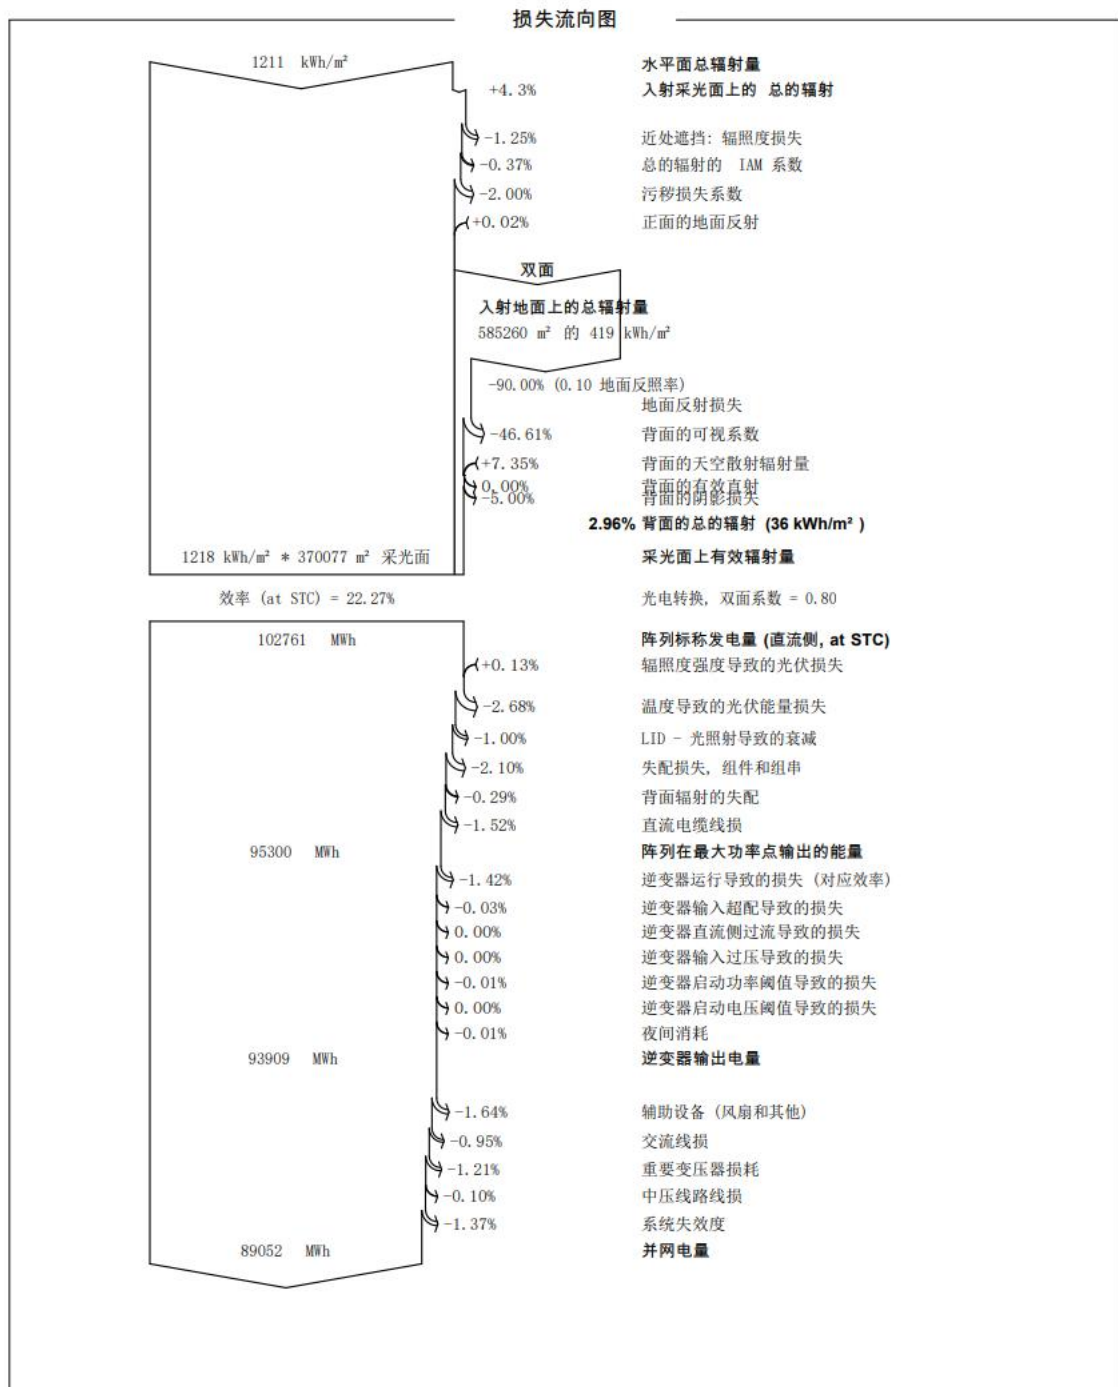 损失流向图
1211 kWh/m² 水平面总辐射量
+4.3% 入射采光面上的 总的辐射
-1.25% 近处遮挡: 辐照度损失
-0.37% 总的辐射的 IAM 系数
-2.00% 污秽损失系数
+0.02% 正面的地面反射
双面
入射地面上的总辐射量
585260 m² 的 419 kWh/m²
-90.00% (0.10 地面反照率)
地面反射损失
-46.61% 背面的可视系数
+7.35% 背面的天空散射辐射量
0.00% 背面的有效直射
-5.00% 背面的阴影损失
2.96% 背面的总的辐射 (36 kWh/m² )
1218 kWh/m² * 370077 m² 采光面 采光面上有效辐射量
效率 (at STC) = 22.27% 光电转换, 双面系数 = 0.80
102761 MWh 阵列标称发电量 (直流侧, at STC)
+0.13% 辐照度强度导致的光伏损失
-2.68% 温度导致的光伏能量损失
-1.00% LID - 光照射导致的衰减
-2.10% 失配损失, 组件和组串
-0.29% 背面辐射的失配
-1.52% 直流电缆线损
95300 MWh 阵列在最大功率点输出的能量
-1.42% 逆变器运行导致的损失 (对应效率)
-0.03% 逆变器输入超配导致的损失
0.00% 逆变器直流侧过流导致的损失
0.00% 逆变器输入过压导致的损失
-0.01% 逆变器启动功率阈值导致的损失
0.00% 逆变器启动电压阈值导致的损失
-0.01% 夜间消耗
93909 MWh 逆变器输出电量
-1.64% 辅助设备 (风扇和其他)
-0.95% 交流线损
-1.21% 重要变压器损耗
-0.10% 中压线路线损
-1.37% 系统失效度
89052 MWh 并网电量